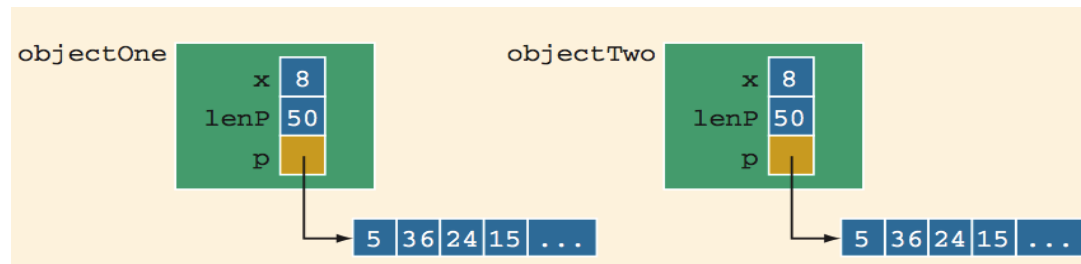 objectOne
x 8
lenP 50
p
5 36 24 15 ...
objectTwo
x 8
lenP 50
p
5 36 24 15 ...